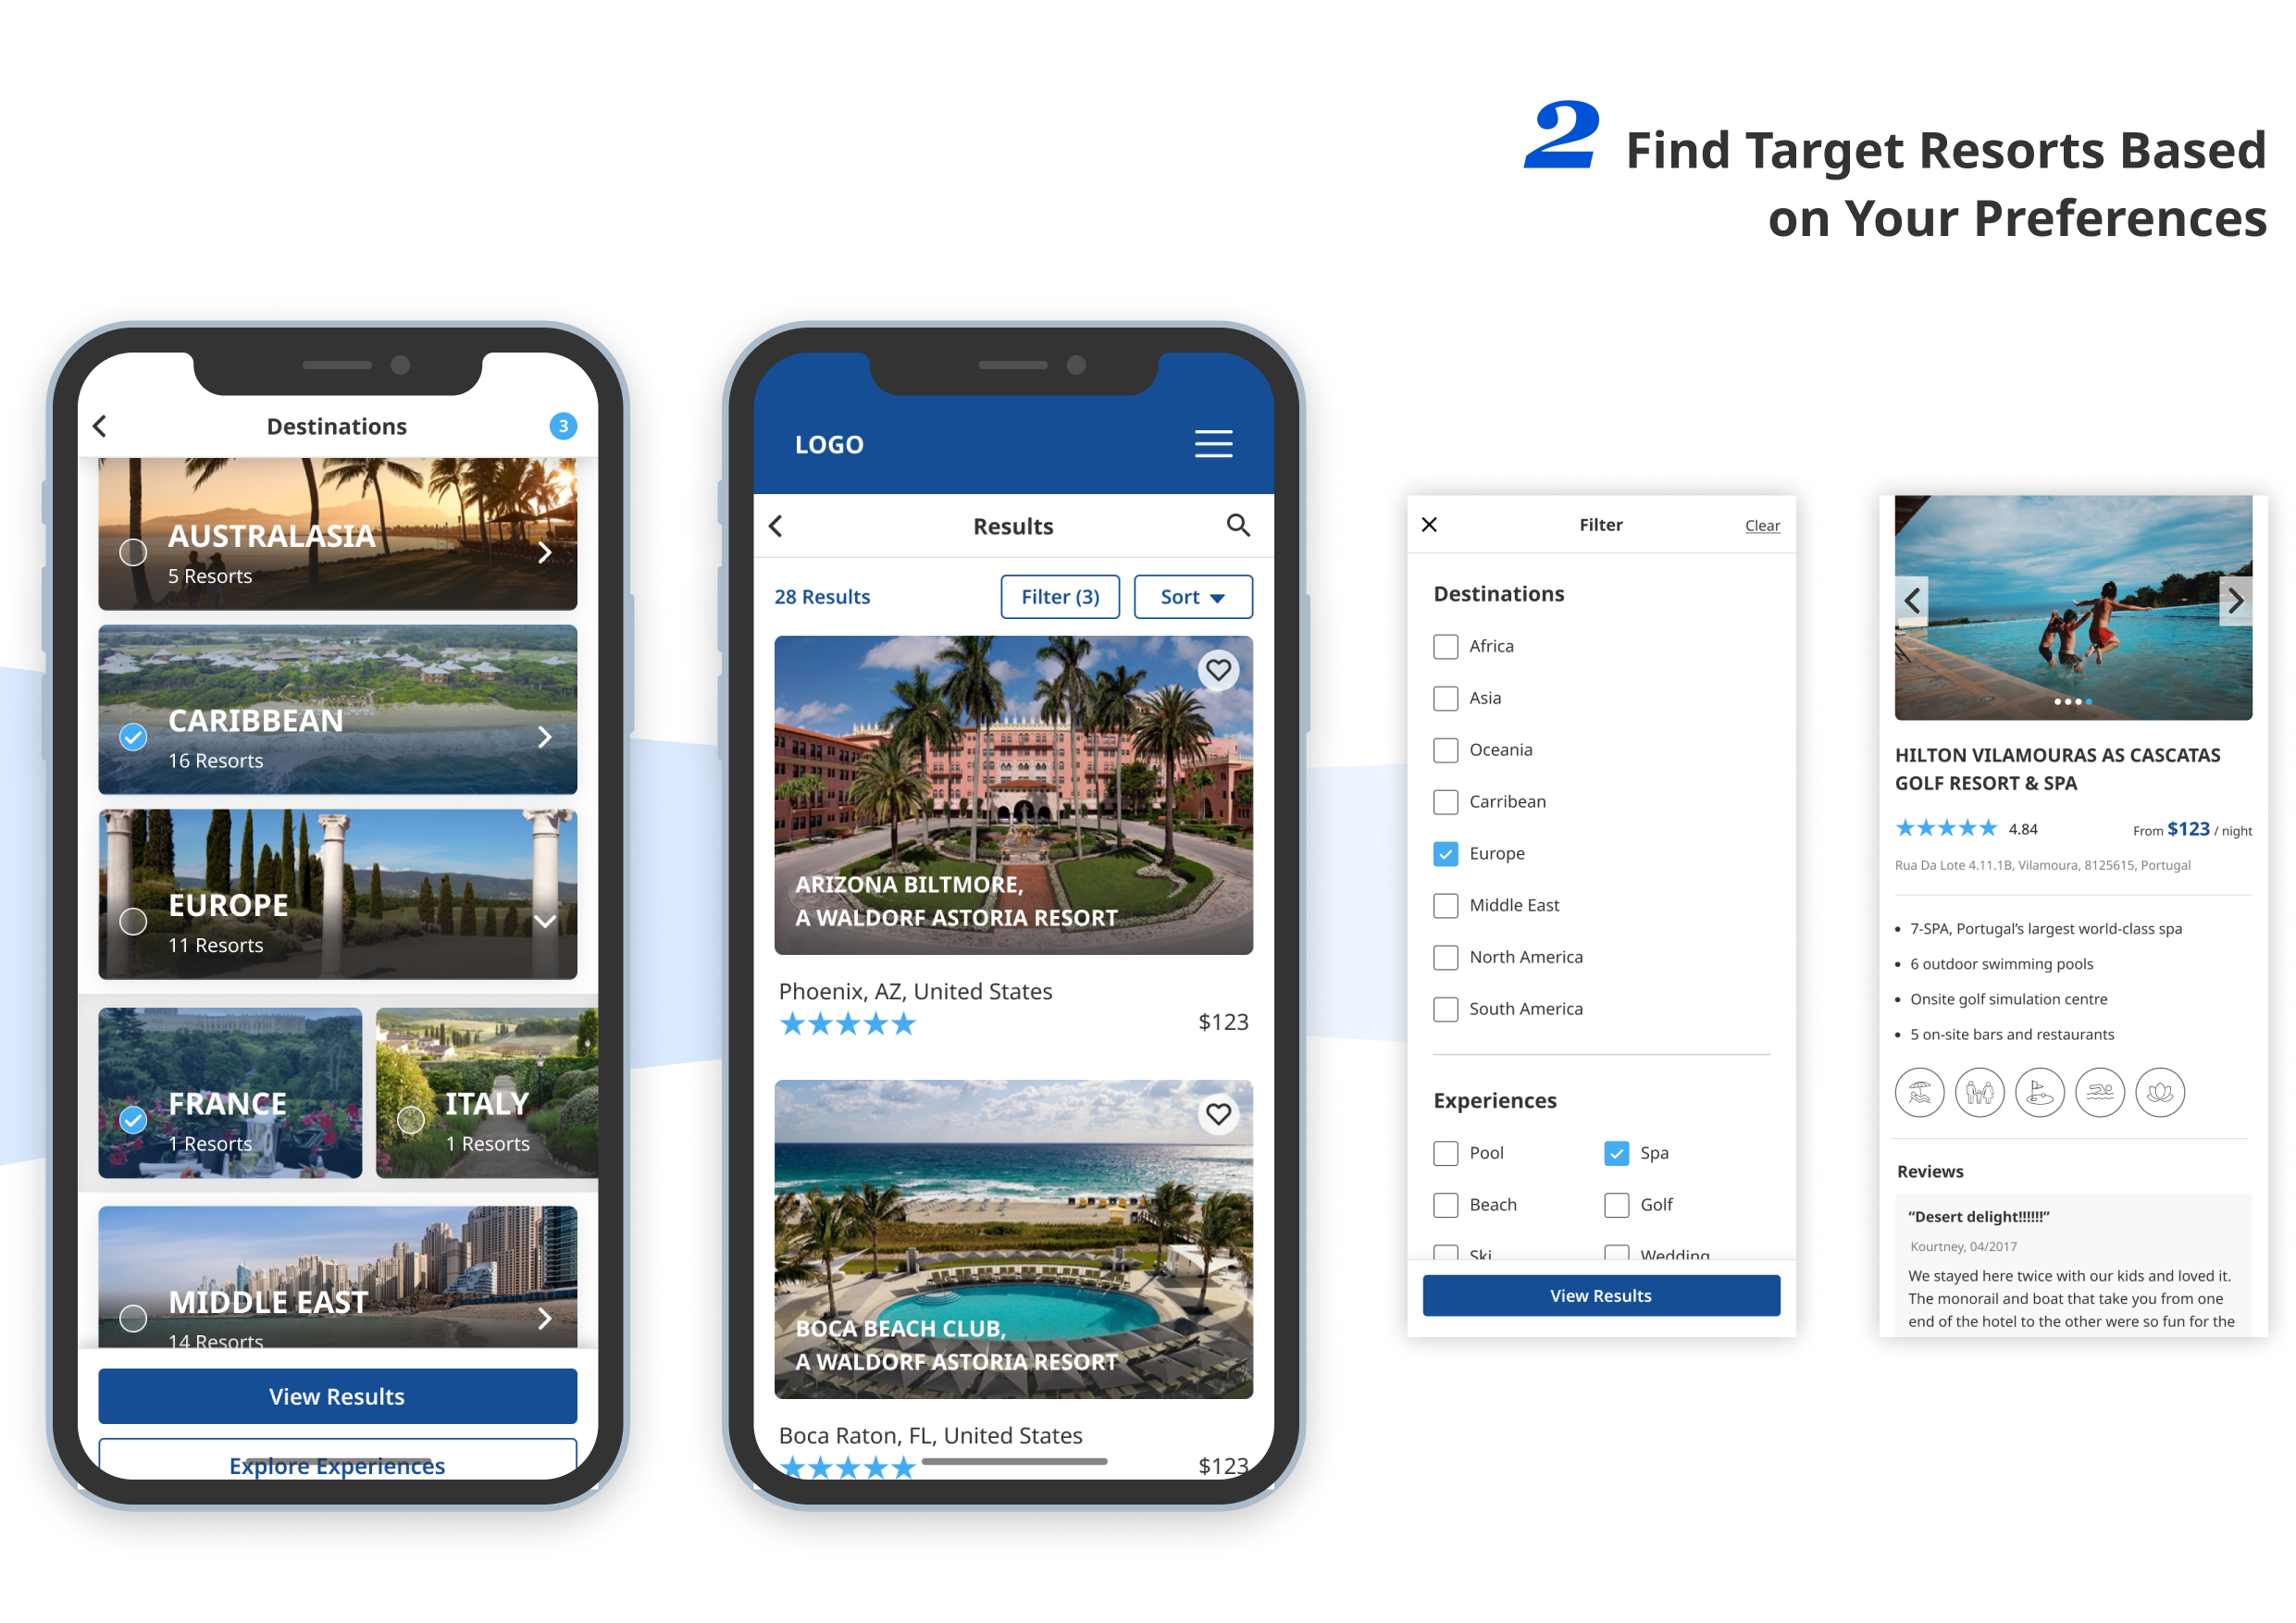 2 Find Target Resorts Based
on Your Preferences
Destinations
3
AUSTRALASIA
5 Resorts
CARIBBEAN
16 Resorts
EUROPE
11 Resorts
FRANCE
1 Resorts
ITALY
1 Resorts
MIDDLE EAST
14 Resorts
View Results
Explore Experiences
LOGO
Results
28 Results
Filter (3)
Sort
ARIZONA BILTMORE,
A WALDORF ASTORIA RESORT
Phoenix, AZ, United States
$123
BOCA BEACH CLUB,
A WALDORF ASTORIA RESORT
Boca Raton, FL, United States
$123
Filter
Clear
Destinations
Africa
Asia
Oceania
Carribean
Europe
Middle East
North America
South America
Experiences
Pool
Spa
Beach
Golf
Ski
Wedding
View Results
HILTON VILAMOURAS AS CASCATAS
GOLF RESORT & SPA
4.84
From $123 / night
Rua Da Lote 4.11.1B, Vilamoura, 8125615, Portugal
• 7-SPA, Portugal’s largest world-class spa
• 6 outdoor swimming pools
• Onsite golf simulation centre
• 5 on-site bars and restaurants
Reviews
“Desert delight!!!!!!”
Kourtney, 04/2017
We stayed here twice with our kids and loved it.
The monorail and boat that take you from one
end of the hotel to the other were so fun for the